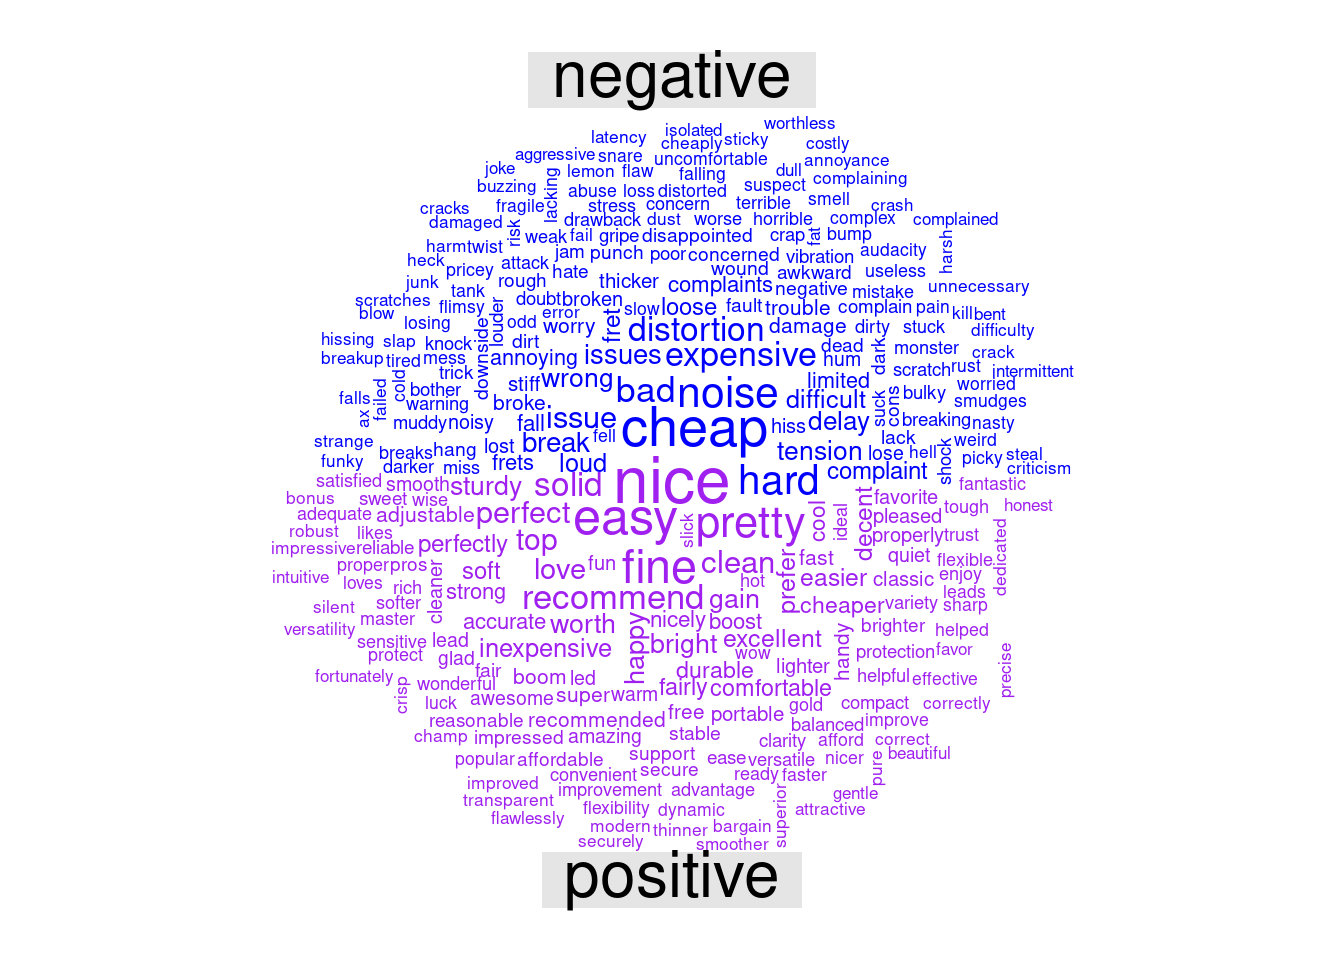 negative
worthless
isolated
latency
cheaply sticky costly
aggressive snare uncomfortable annoyance
joke lemon flaw falling dull complaining
buzzing lacking abuse loss distorted suspect
cracks fragile stress concern terrible smell crash
damaged risk drawback dust worse horrible complex complained
harm twist weak fail gripe disappointed crap fat bump harsh
heck jam punch poor concerned vibration audacity
junk pricey attack hate wound awkward useless
tank rough thicker complaints negative mistake unnecessary
scratches flimsy doubt broken slow loose fault trouble complain pain kill bent
blow losing louder odd error worry fret distortion damage dirty stuck difficulty
hissing slap knock downside dirt issues expensive dead dark monster crack
breakup tired mess annoying hum scratch rust intermittent
trick cold stiff wrong bad noise limited worried
falls failed bother broke difficult suck cons bulky smudges
ax warning fall issue cheap hiss delay breaking nasty
muddy noisy break fell lack weird
strange breaks hang lost tension lose hell shock steal
funky darker miss frets loud hard complaint picky criticism
satisfied smooth sturdy solid nice fantastic
bonus sweet wise decent favorite tough honest
adequate adjustable perfect easy slick pretty cool ideal pleased
robust likes perfectly top properly trust dedicated
impressive reliable clean fast quiet flexible
intuitive proper pros soft love fun fine hot prefer easier classic enjoy
loves rich cleaner strong leads
silent softer recommend gain cheaper variety sharp
versatility master accurate worth nicely boost brighter helped
sensitive lead inexpensive happy bright excellent handy protection favor
protect glad wow precise
fortunately fair durable lighter helpful effective
crisp wonderful boom led fairly comfortable
luck awesome super warm gold compact correctly
reasonable recommended free portable balanced improve
champ impressed amazing stable clarity afford correct
popular affordable support ease versatile nicer pure beautiful
convenient secure ready faster
improved improvement advantage gentle
transparent flexibility dynamic superior attractive
flawlessly modern thinner bargain
securely smoother
positive